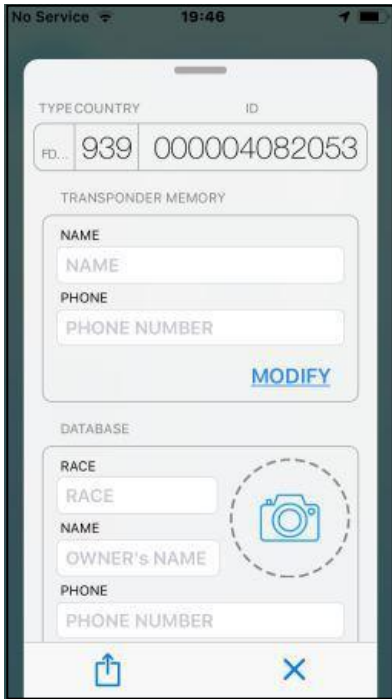 No Service 19:46
TYPE COUNTRY ID
FD... 939 000004082053
TRANSPONDER MEMORY
NAME
NAME
PHONE
PHONE NUMBER
MODIFY
DATABASE
RACE
RACE
NAME
OWNER's NAME
PHONE
PHONE NUMBER